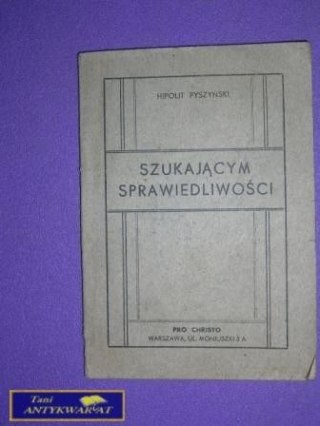 HIPOLIT PYSZYŃSKI
SZUKAJĄCYM
SPRAWIEDLIWOŚCI
PRO CHRISTO
WARSZAWA, UL. MONIUSZKI 3 A
Tani
ANTYKWARIAT